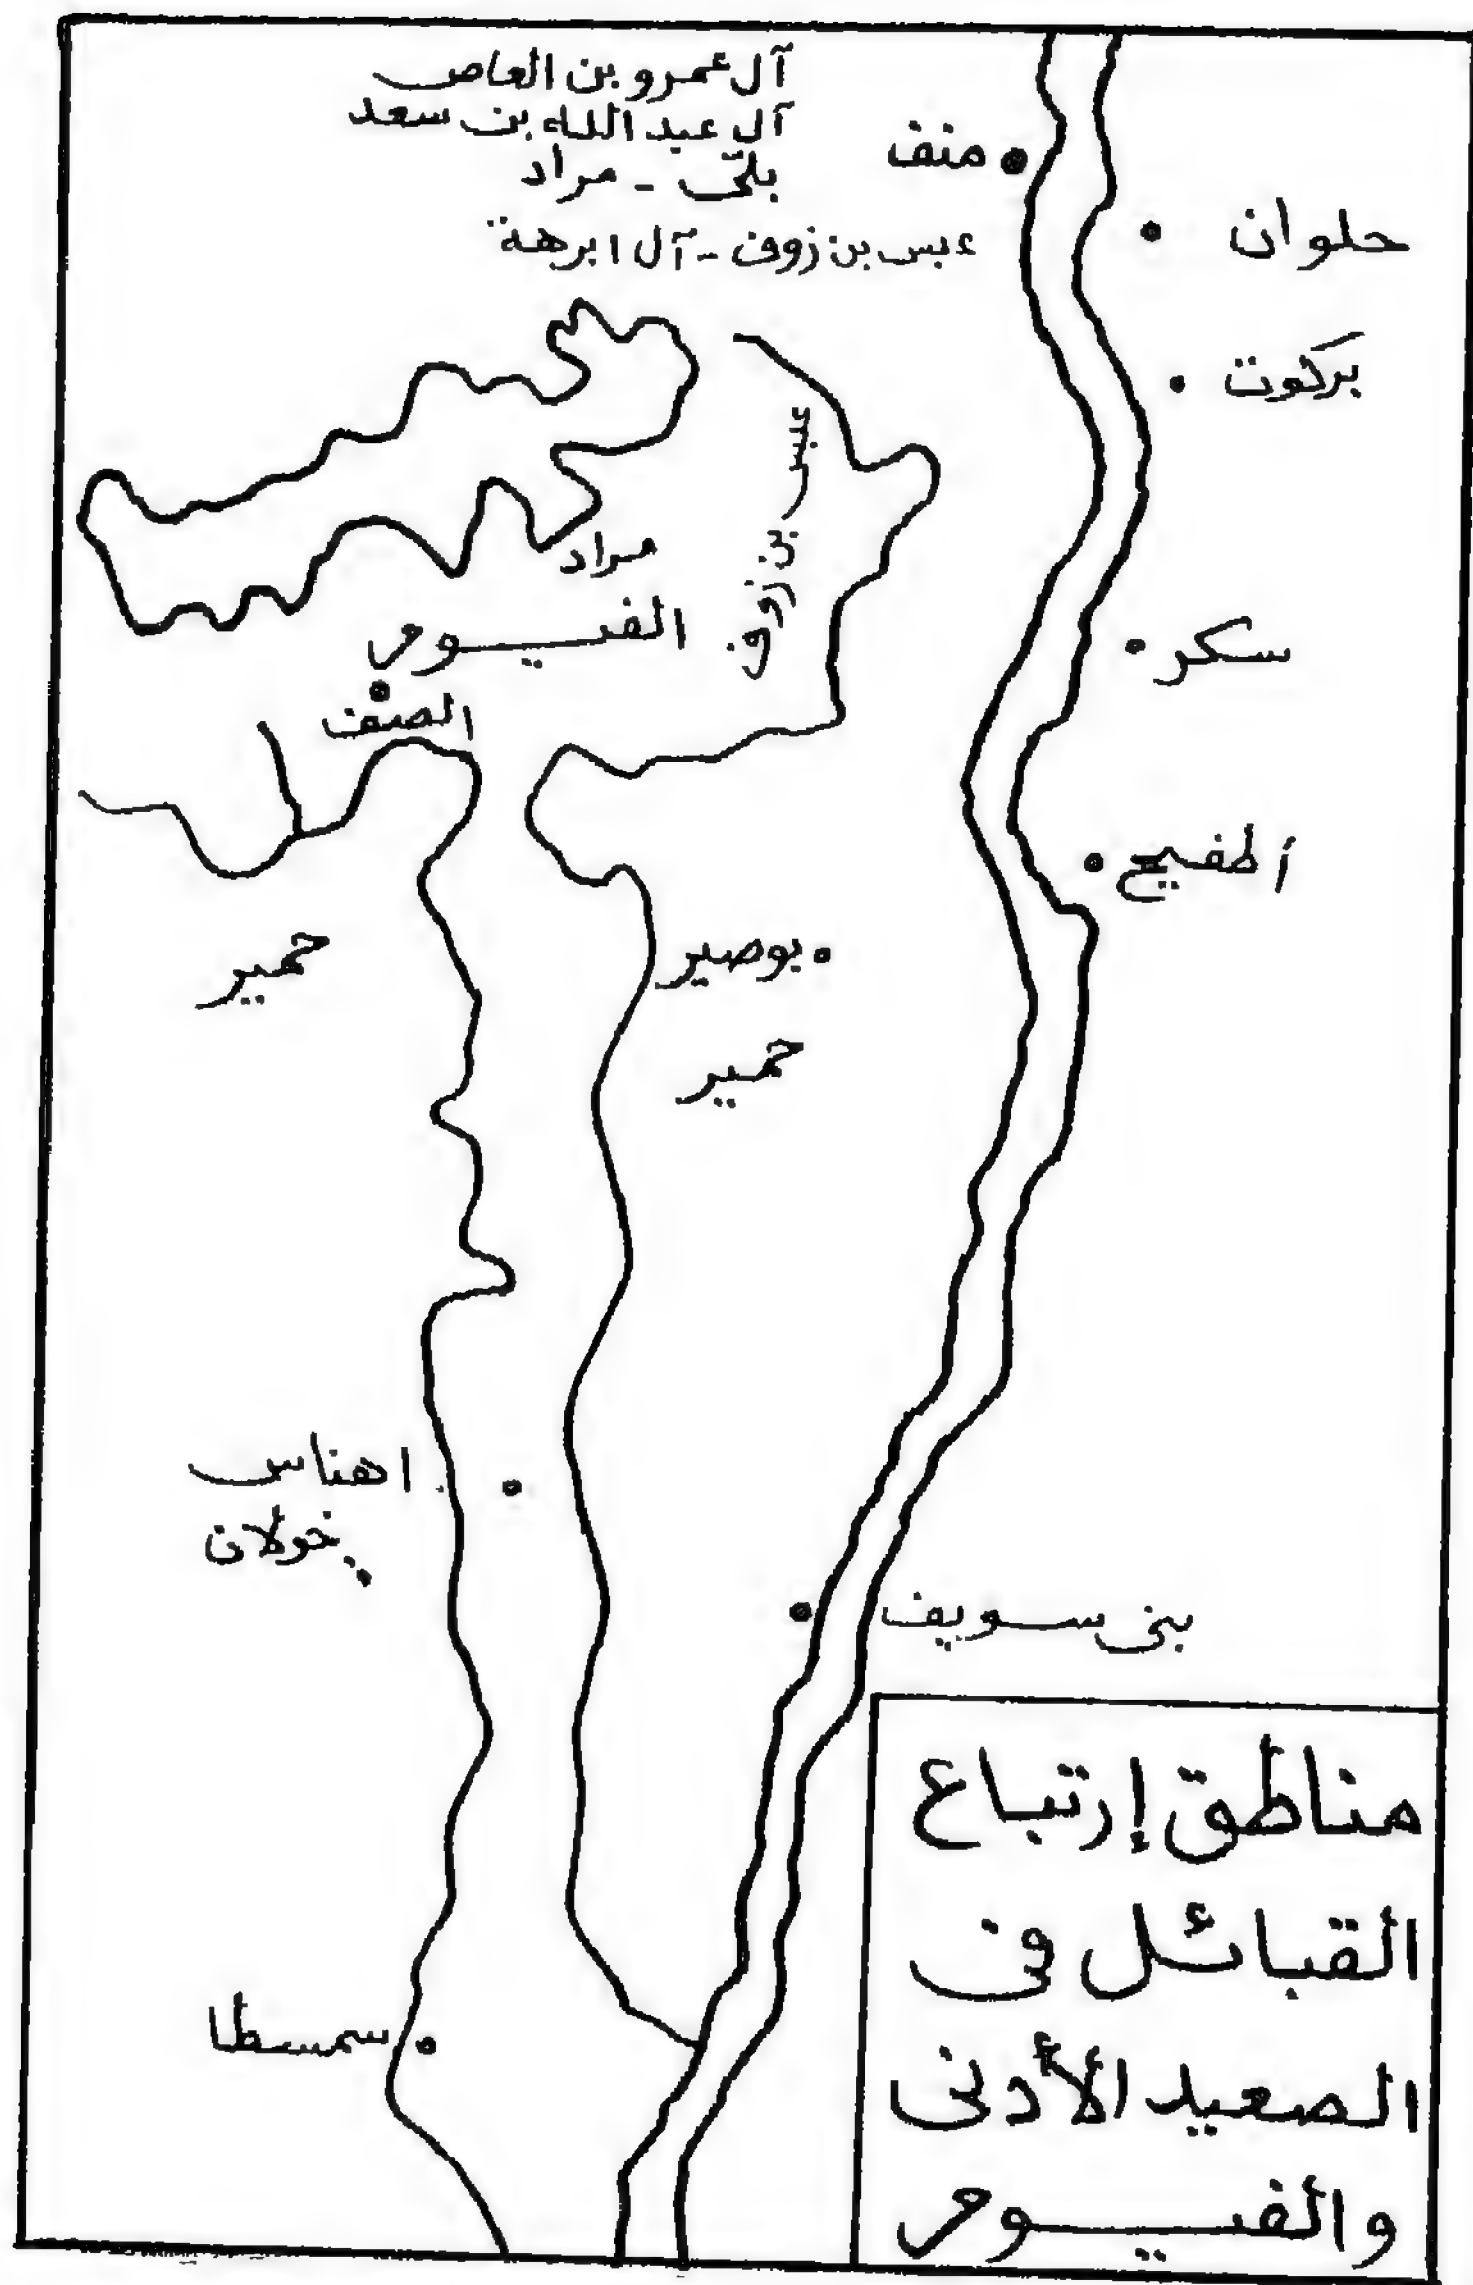 آل عمرو بن العاص
آل عبد الله بن سعد
بلى - مراد
عبس بن زوف - آل ابرهة
منف
حلوان
بركوت
عبس بن زوف
مراد
الفيوم
سكر
الصنف
أطفيح
حمير
بوصير
حمير
اهناس
خولان
بنى سويف
سمسطا
مناطق إرتباع
القبائل فى
الصعيد الأدنى
والفيوم